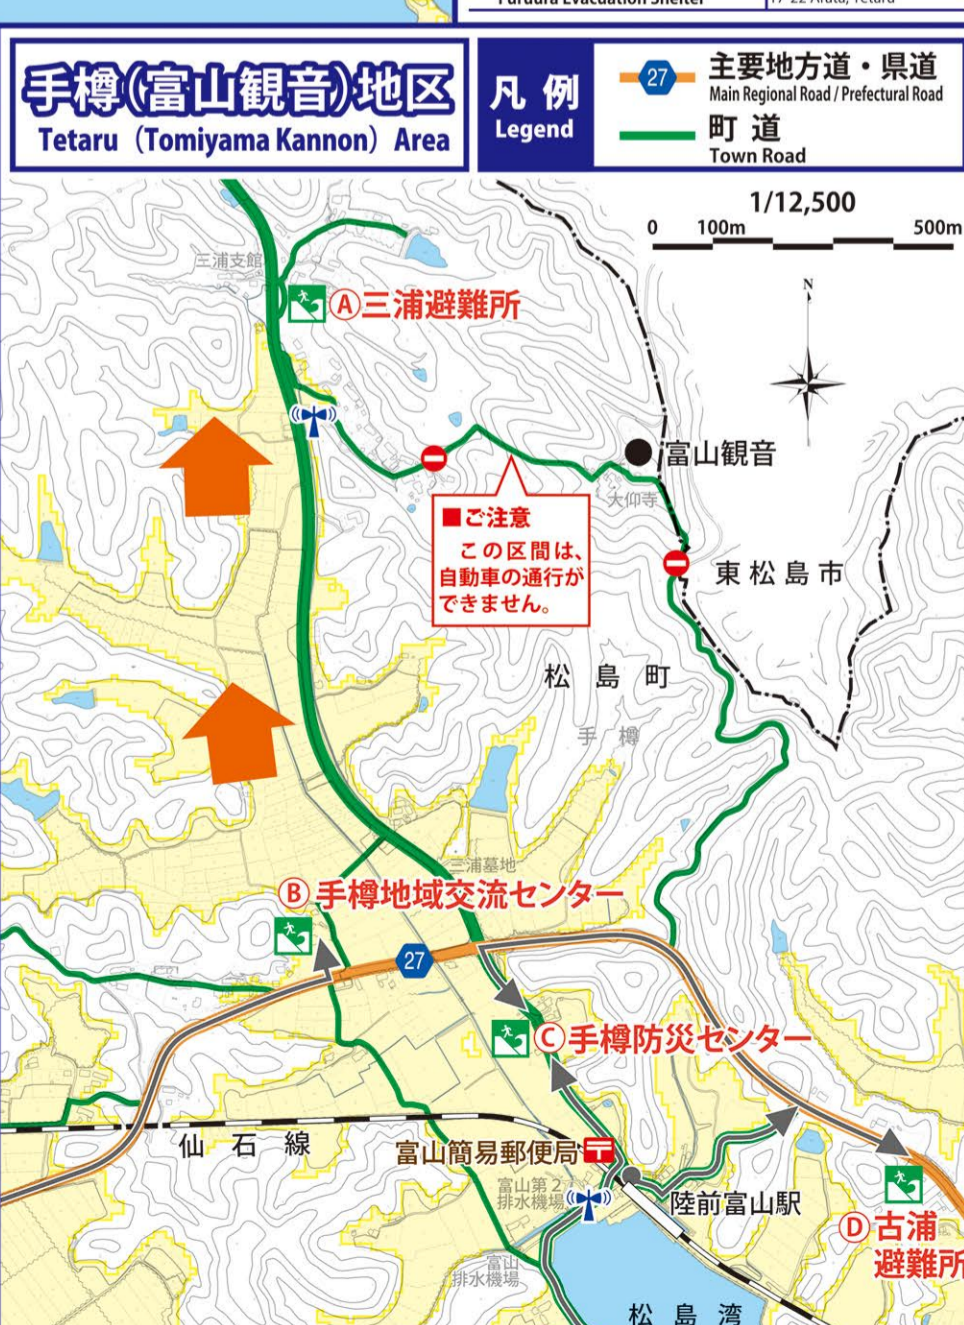 Furuura Evacuation Shelter
17-22 Arata, Tetaru
手樽(富山観音)地区
Tetaru (Tomiyama Kannon) Area
凡 例
Legend
27
主要地方道・県道
Main Regional Road / Prefectural Road
町 道
Town Road
1/12,500
0 100m 500m
三浦支館
N
Ⓐ三浦避難所
富山観音
大仰寺
■ご注意
この区間は、
自動車の通行が
できません。
東松島市
松 島 町
手 樽
三浦墓地
Ⓑ 手樽地域交流センター
27
Ⓒ手樽防災センター
仙 石 線
富山簡易郵便局
富山第2
排水機場
陸前富山駅
Ⓓ古浦
避難所
富山
排水機場
松 島 湾